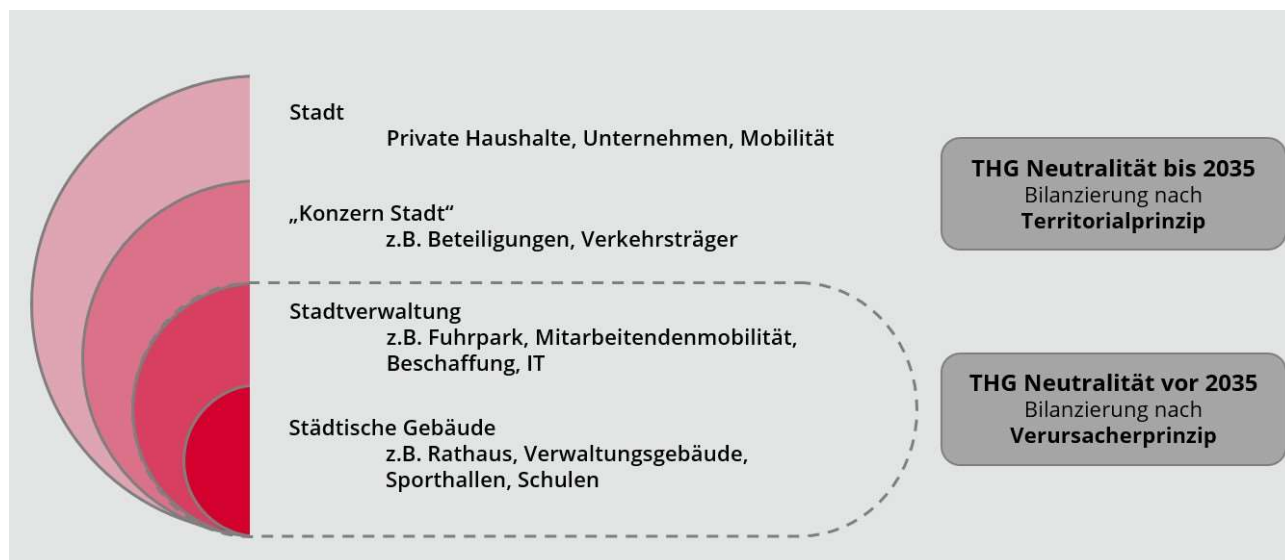 Stadt
Private Haushalte, Unternehmen, Mobilität
„Konzern Stadt“
z.B. Beteiligungen, Verkehrsträger
Stadtverwaltung
z.B. Fuhrpark, Mitarbeitendenmobilität,
Beschaffung, IT
Städtische Gebäude
z.B. Rathaus, Verwaltungsgebäude,
Sporthallen, Schulen
THG Neutralität bis 2035
Bilanzierung nach
Territorialprinzip
THG Neutralität vor 2035
Bilanzierung nach
Verursacherprinzip